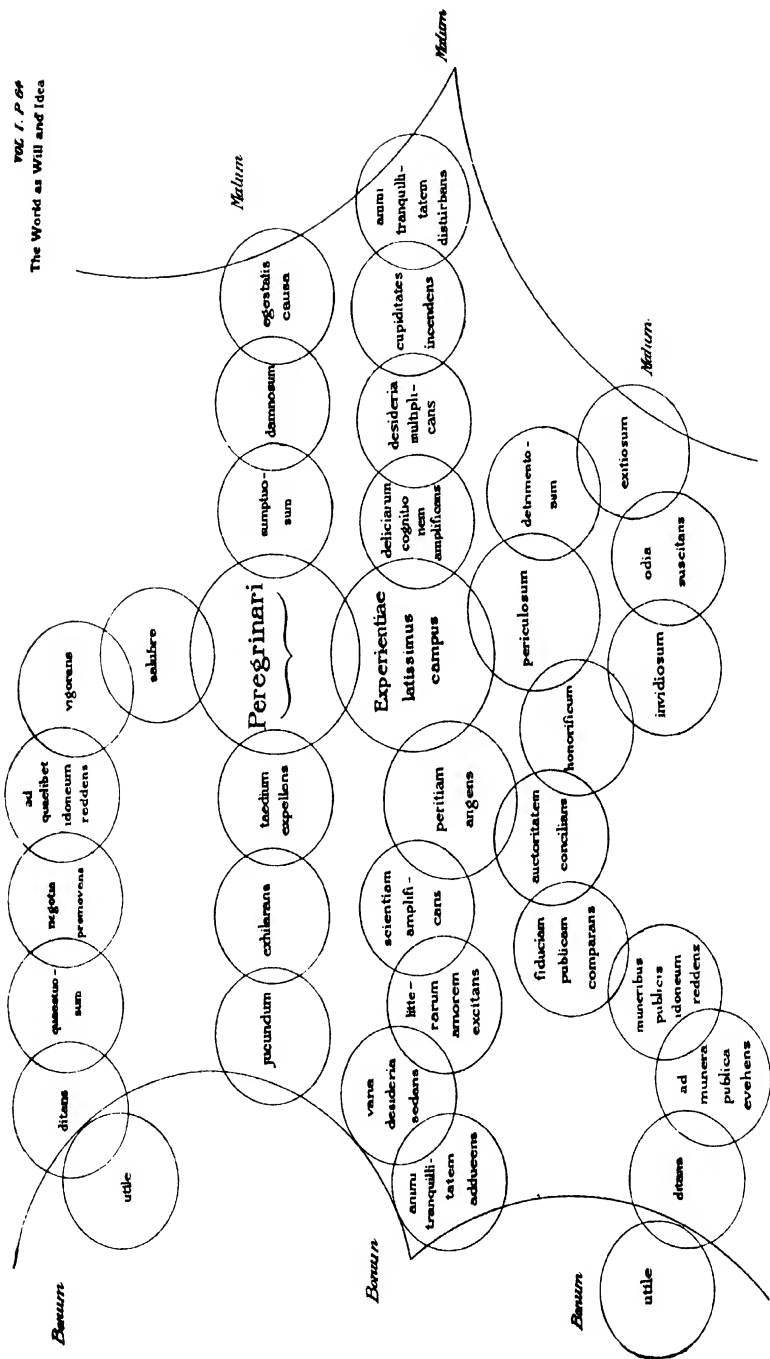 VOL I. P 64
The World as Will and Idea
Bonum
utile
ditans
quaestuo-
sum
negotia
promovens
ad
quaelibet
idoneum
reddens
vigorans
salubre
Malum
jucundum
exhilarans
taedium
expellens
Peregrinari
sumptuo-
sum
damnosum
egestalis
causa
Bonum
animi
tranquilli-
tatem
adducens
vana
desideria
sedans
litte-
rarum
amorem
excitans
scientiam
amplifi-
cans
peritiam
angens
Experientiae
latissimus
campus
deliciarum
cognitio
nem
amplificans
desideria
multipli-
cans
cupiditates
incendens
animi
tranquilli-
tatem
distirbans
Malum
fiduciam
publicam
comparans
auctoritatem
concilians
honorificum
periculosum
detrimento-
sum
Bonum
utile
ditans
ad
munera
publica
evehens
muneribus
publicis
idoneum
reddens
invidiosum
odia
suscitans
exitiosum
Malum